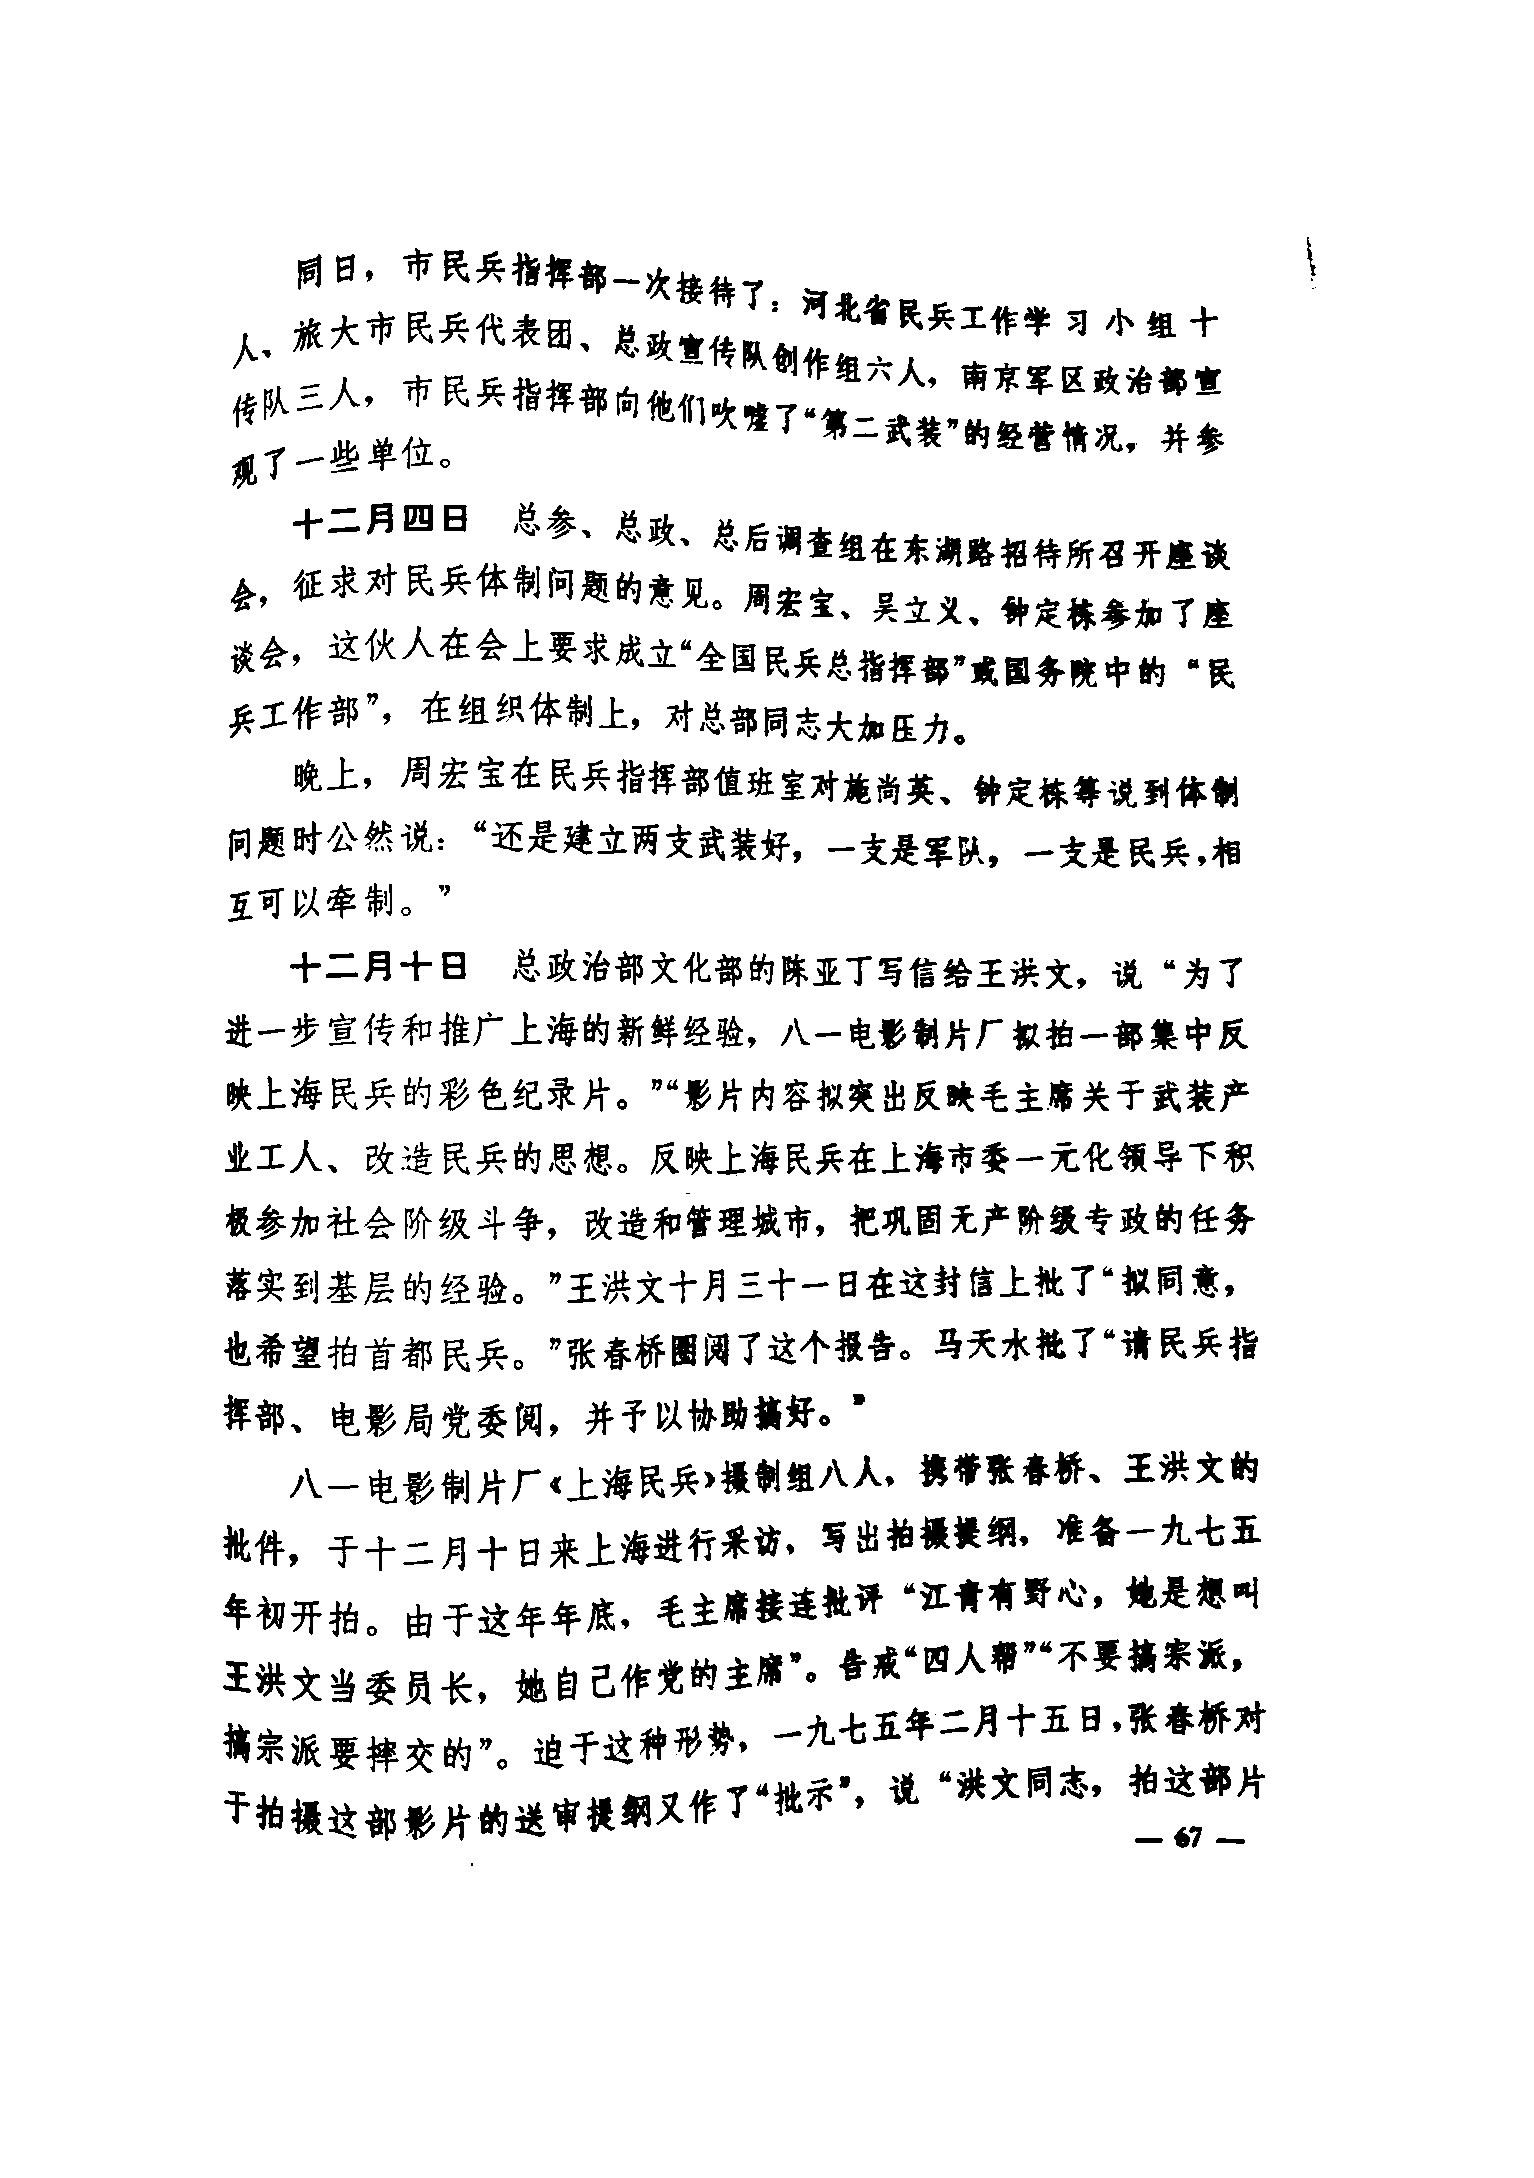 同日，市民兵指挥部一次接待了：河北省民兵工作学习小组十
人、旅大市民兵代表团、总政宣传队创作组六人，南京军区政治部宣
传队三人，市民兵指挥部向他们吹嘘了“第二武装”的经营情况，并参
观了一些单位。
十二月四日　总参、总政、总后调查组在东湖路招待所召开座谈
会，征求对民兵体制问题的意见。周宏宝、吴立义、钟定栋参加了座
谈会，这伙人在会上要求成立“全国民兵总指挥部”或国务院中的“民
兵工作部”，在组织体制上，对总部同志大加压力。
晚上，周宏宝在民兵指挥部值班室对施尚英、钟定栋等说到体制
问题时公然说：“还是建立两支武装好，一支是军队，一支是民兵，相
互可以牵制。”
十二月十日　总政治部文化部的陈亚丁写信给王洪文，说“为了
进一步宣传和推广上海的新鲜经验，八一电影制片厂拟拍一部集中反
映上海民兵的彩色纪录片。”“影片内容拟突出反映毛主席关于武装产
业工人、改造民兵的思想。反映上海民兵在上海市委一元化领导下积
极参加社会阶级斗争，改造和管理城市，把巩固无产阶级专政的任务
落实到基层的经验。”王洪文十月三十一日在这封信上批了“拟同意，
也希望拍首都民兵。”张春桥圈阅了这个报告。马天水批了“请民兵指
挥部、电影局党委阅，并予以协助搞好。”
八一电影制片厂《上海民兵》摄制组八人，携带张春桥、王洪文的
批件，于十二月十日来上海进行采访，写出拍摄提纲，准备一九七五
年初开拍。由于这年年底，毛主席接连批评“江青有野心，她是想叫
王洪文当委员长，她自己作党的主席”。告戒“四人帮”“不要搞宗派，
搞宗派要摔交的”。迫于这种形势，一九七五年二月十五日，张春桥对
于拍摄这部影片的送审提纲又作了“批示”，说“洪文同志，拍这部片
— 67 —